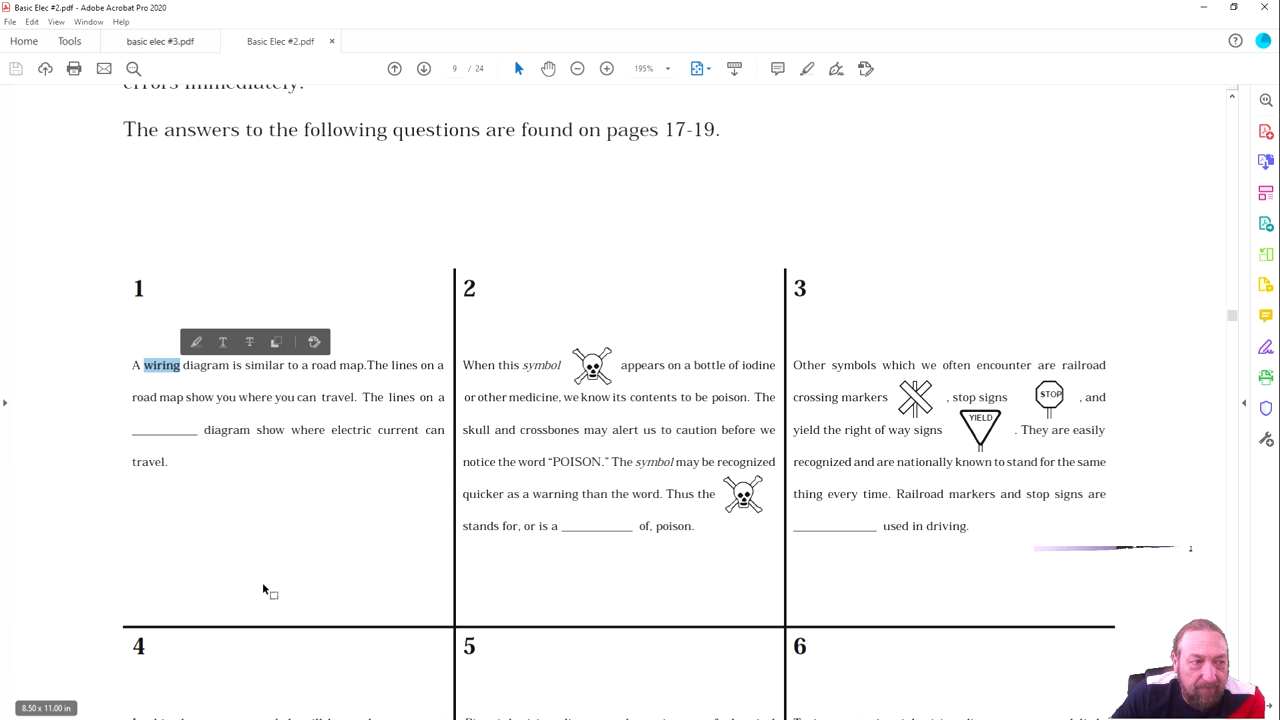 Basic Elec #2.pdf - Adobe Acrobat Pro 2020
File Edit View Window Help
Home Tools basic elec #3.pdf Basic Elec #2.pdf
9 / 24 195%
errors immediately.
The answers to the following questions are found on pages 17-19.
1
A wiring diagram is similar to a road map.The lines on a
road map show you where you can travel. The lines on a
__________ diagram show where electric current can
travel.
2
When this symbol appears on a bottle of iodine
or other medicine, we know its contents to be poison. The
skull and crossbones may alert us to caution before we
notice the word “POISON.” The symbol may be recognized
quicker as a warning than the word. Thus the
stands for, or is a ___________ of, poison.
3
Other symbols which we often encounter are railroad
crossing markers , stop signs STOP , and
yield the right of way signs YIELD . They are easily
recognized and are nationally known to stand for the same
thing every time. Railroad markers and stop signs are
_____________ used in driving.
4
5
6
8.50 x 11.00 in